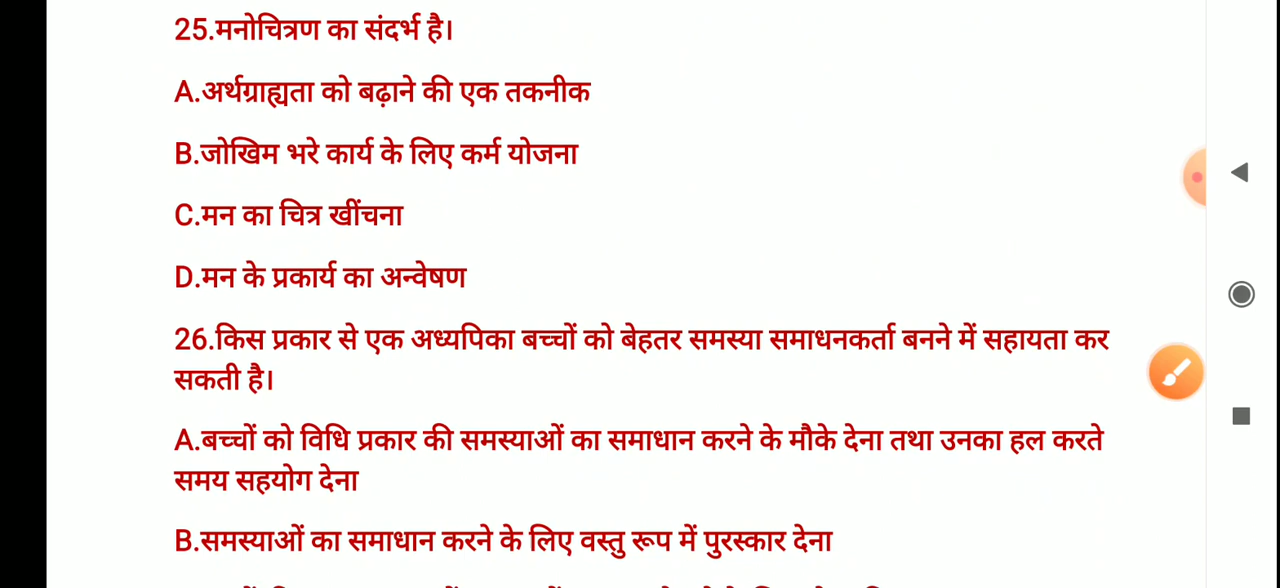 25.मनोचित्रण का संदर्भ है।
A.अर्थग्राह्यता को बढ़ाने की एक तकनीक
B.जोखिम भरे कार्य के लिए कर्म योजना
C.मन का चित्र खींचना
D.मन के प्रकार्य का अन्वेषण
26.किस प्रकार से एक अध्यपिका बच्चों को बेहतर समस्या समाधनकर्ता बनने में सहायता कर
सकती है।
A.बच्चों को विधि प्रकार की समस्याओं का समाधान करने के मौके देना तथा उनका हल करते
समय सहयोग देना
B.समस्याओं का समाधान करने के लिए वस्तु रूप में पुरस्कार देना